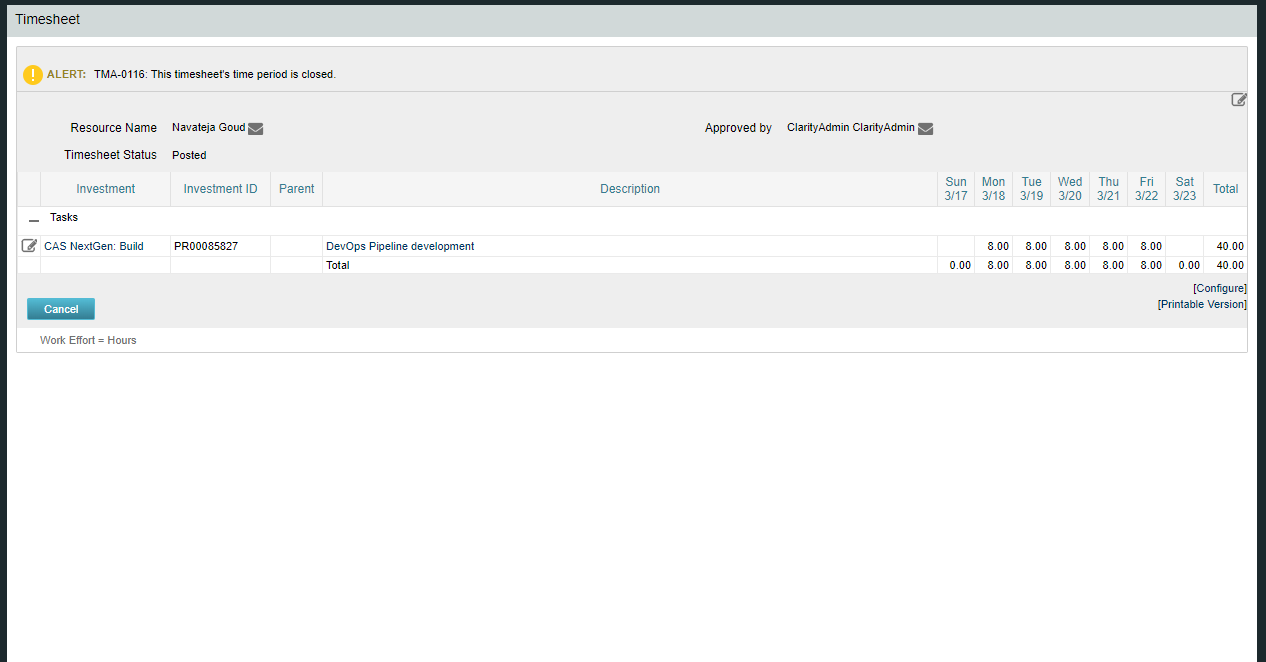 Timesheet
ALERT: TMA-0116: This timesheet's time period is closed.
Resource Name Navateja Goud Approved by ClarityAdmin ClarityAdmin
Timesheet Status Posted
Investment Investment ID Parent Description Sun 3/17 Mon 3/18 Tue 3/19 Wed 3/20 Thu 3/21 Fri 3/22 Sat 3/23 Total
Tasks
CAS NextGen: Build PR00085827 DevOps Pipeline development 8.00 8.00 8.00 8.00 8.00 40.00
Total 0.00 8.00 8.00 8.00 8.00 8.00 0.00 40.00
[Configure]
Cancel [Printable Version]
Work Effort = Hours